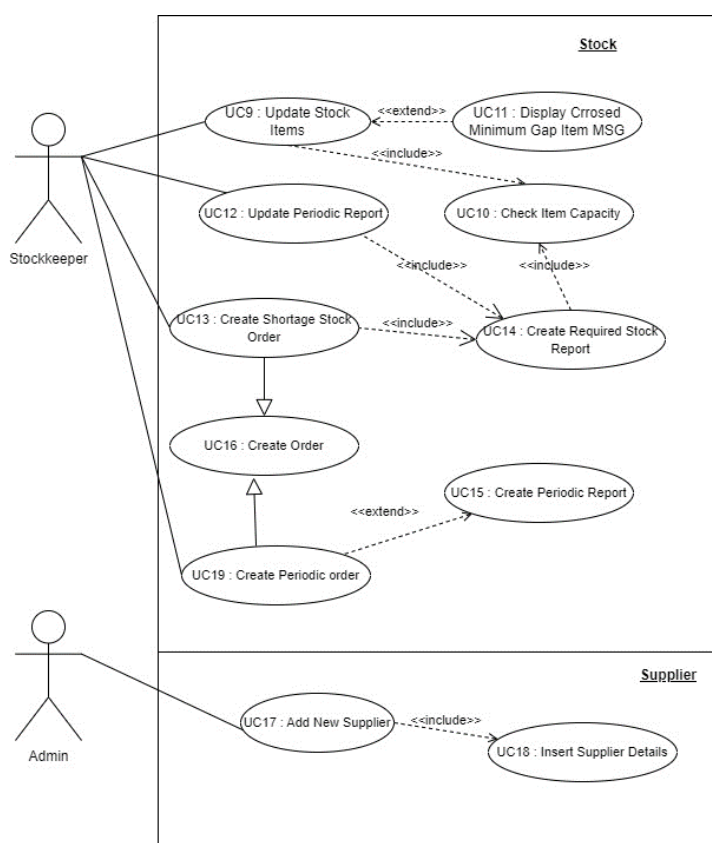 Stock
UC9 : Update Stock
Items
<<extend>>
UC11 : Display Crrosed
Minimum Gap Item MSG
<<include>>
UC12 : Update Periodic Report
UC10 : Check Item Capacity
Stockkeeper
<<include>>
<<include>>
UC13 : Create Shortage Stock
Order
<<include>>
UC14 : Create Required Stock
Report
UC16 : Create Order
UC15 : Create Periodic Report
<<extend>>
UC19 : Create Periodic order
Supplier
UC17 : Add New Supplier
<<include>>
Admin
UC18 : Insert Supplier Details